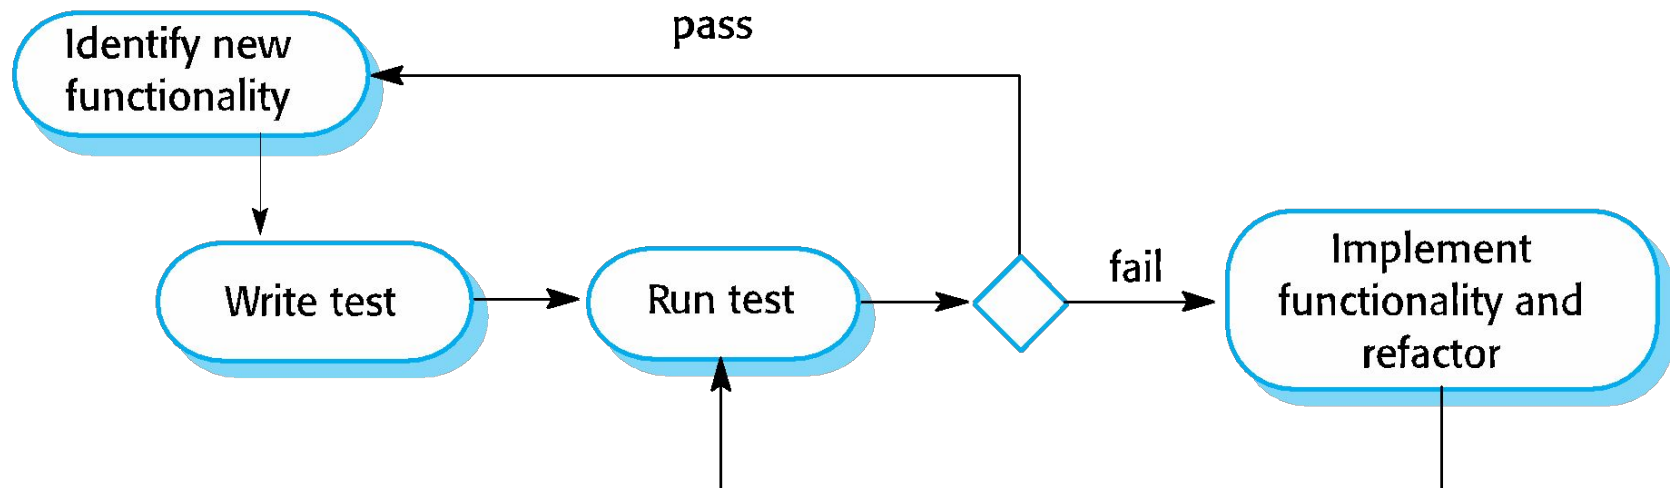 Identify new
functionality
pass
Write test
Run test
fail
Implement
functionality and
refactor